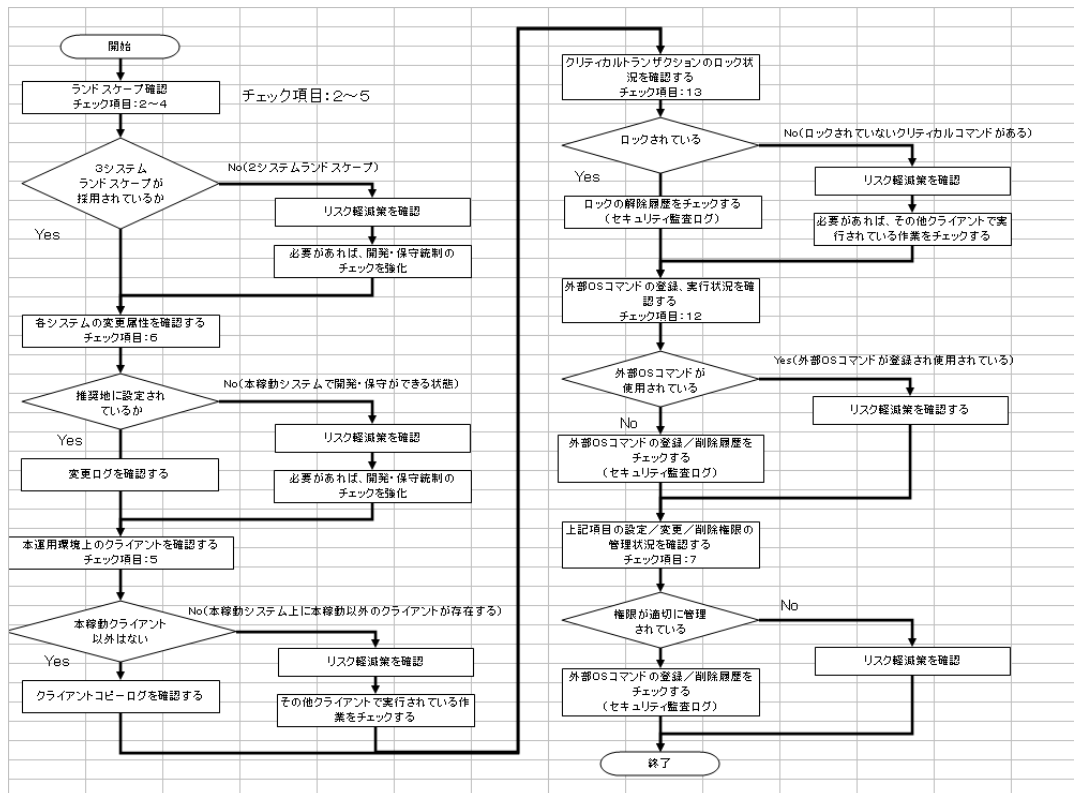 開始
ランドスケープ確認
チェック項目：2～4
チェック項目：2～5
3システム
ランドスケープが
採用されているか
No(2システムランドスケープ)
Yes
リスク軽減業を確認
必要があれば、開発・保守統制の
チェックを強化
各システムの変更属性を確認する
チェック項目：6
推奨地に設定され
ているか
No(本稼動システムで開発・保守ができる状態)
Yes
リスク軽減業を確認
変更ログを確認する
必要があれば、開発・保守統制の
チェックを強化
本運用環境上のクライアントを確認する
チェック項目：5
本稼動クライアント
以外はない
No(本稼動システム上に本稼動以外のクライアントが存在する)
Yes
リスク軽減業を確認
クライアントコピーログを確認する
その他クライアントで実行されている作
業をチェックする
クリティカルトランザクションのロック状
況を確認する
チェック項目：13
ロックされている
No(ロックされていないクリティカルコマンドがある)
Yes
リスク軽減業を確認
ロックの解除履歴をチェックする
(セキュリティ監査ログ)
必要があれば、その他クライアントで実
行されている作業をチェックする
外部OSコマンドの登録、実行状況を確
認する
チェック項目：12
外部OSコマンドが
使用されている
Yes(外部OSコマンドが登録され使用されている)
No
リスク軽減業を確認する
外部OSコマンドの登録／削除履歴を
チェックする
(セキュリティ監査ログ)
上記項目の設定／変更／削除権限の
管理状況を確認する
チェック項目：7
権限が適切に管理
されている
No
Yes
リスク軽減業を確認
外部OSコマンドの登録／削除履歴を
チェックする
(セキュリティ監査ログ)
終了